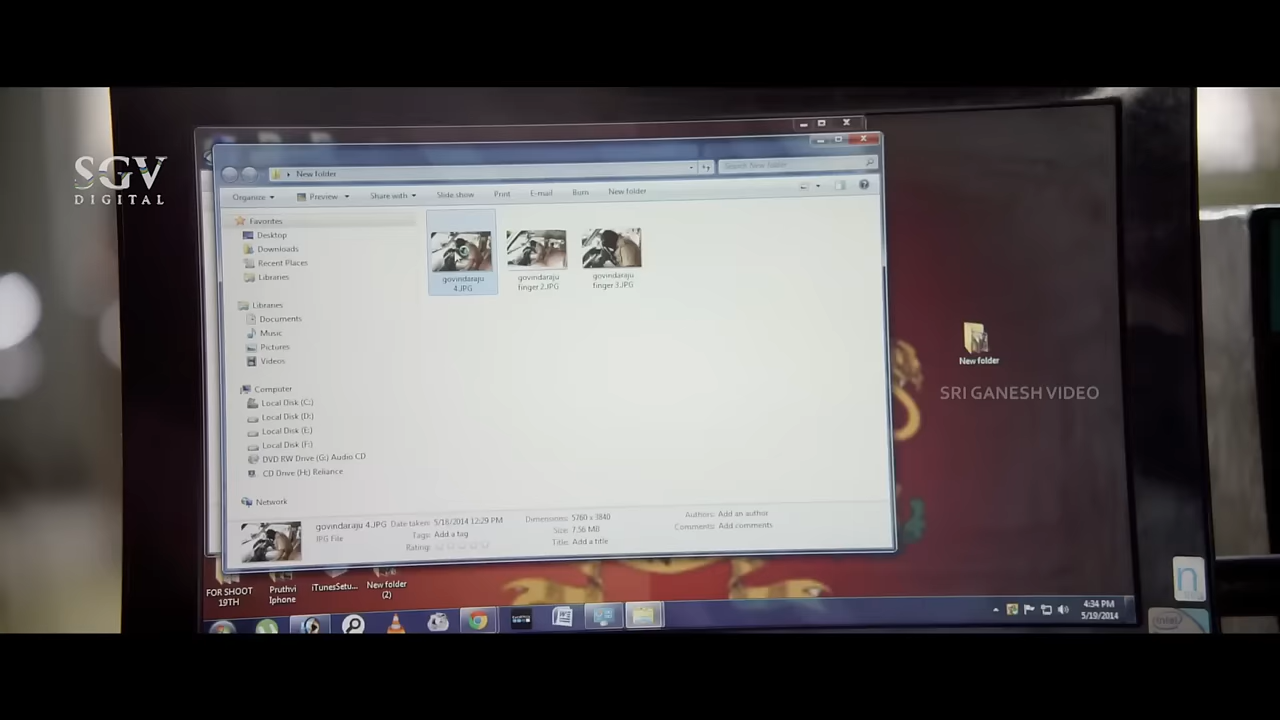 SGV
DIGITAL
New folder
Search New folder
Organize
Preview
Share with
Slide show
Print
E-mail
Burn
New folder
Favorites
Desktop
Downloads
Recent Places
Libraries
Libraries
Documents
Music
Pictures
Videos
Computer
Local Disk (C:)
Local Disk (D:)
Local Disk (E:)
Local Disk (F:)
DVD RW Drive (G:) Audio CD
CD Drive (H:) Reliance
Network
govindaraju
4.JPG
govindaraju
finger 2.JPG
govindaraju
finger 3.JPG
New folder
SRI GANESH VIDEO
govindaraju 4.JPG
JPG File
Date taken: 5/18/2014 12:29 PM
Tags: Add a tag
Rating:
Dimensions: 5760 x 3840
Size: 7.56 MB
Title: Add a title
Authors: Add an author
Comments: Add comments
FOR SHOOT
19TH
Pruthvi
Iphone
iTunesSetu...
New folder
(2)
4:34 PM
5/19/2014
n
intel